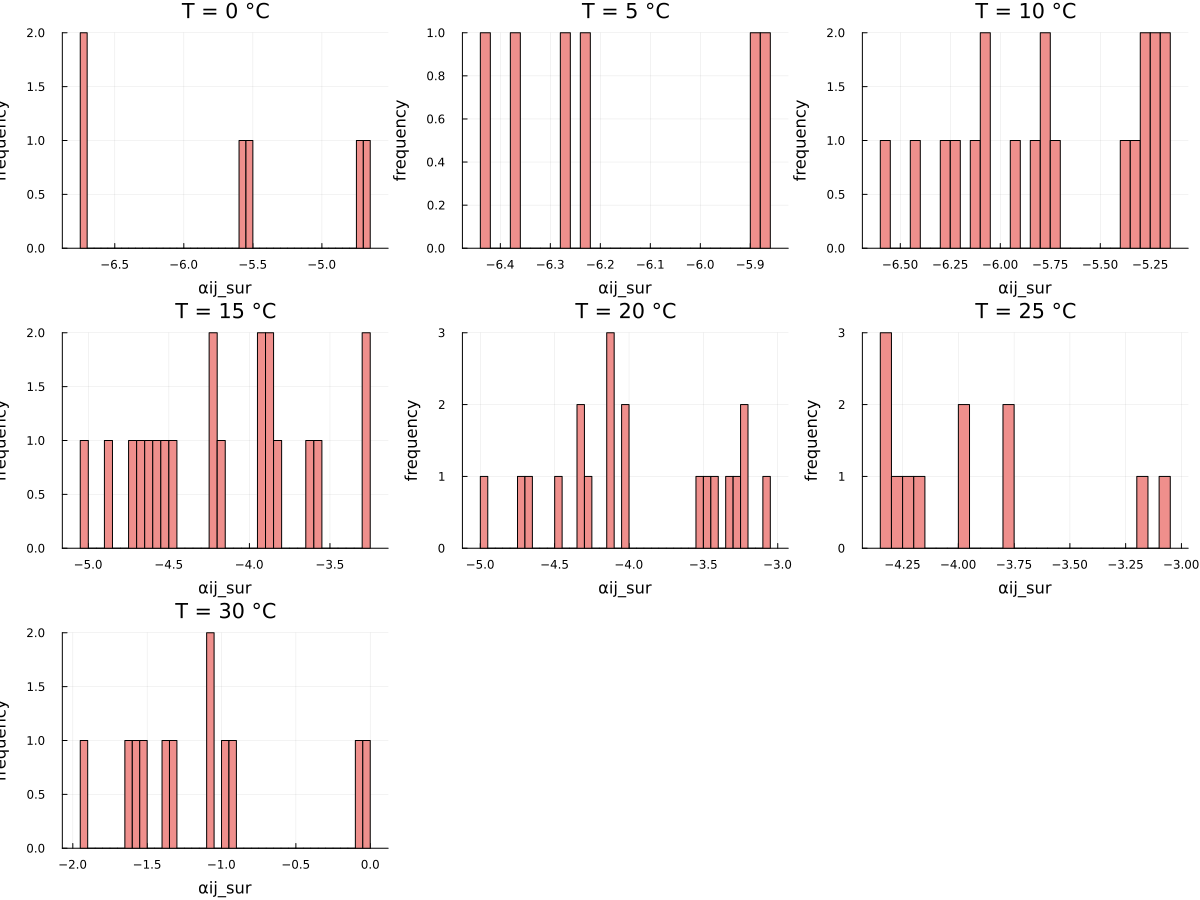 T = 0 °C
T = 5 °C
T = 10 °C
2.0
1.5
1.0
0.5
0.0
frequency
−6.5 −6.0 −5.5 −5.0
αij_sur
1.0
0.8
0.6
0.4
0.2
0.0
frequency
−6.4 −6.3 −6.2 −6.1 −6.0 −5.9
αij_sur
2.0
1.5
1.0
0.5
0.0
frequency
−6.50 −6.25 −6.00 −5.75 −5.50 −5.25
αij_sur
T = 15 °C
T = 20 °C
T = 25 °C
2.0
1.5
1.0
0.5
0.0
frequency
−5.0 −4.5 −4.0 −3.5
αij_sur
3
2
1
0
frequency
−5.0 −4.5 −4.0 −3.5 −3.0
αij_sur
3
2
1
0
frequency
−4.25 −4.00 −3.75 −3.50 −3.25 −3.00
αij_sur
T = 30 °C
2.0
1.5
1.0
0.5
0.0
frequency
−2.0 −1.5 −1.0 −0.5 0.0
αij_sur